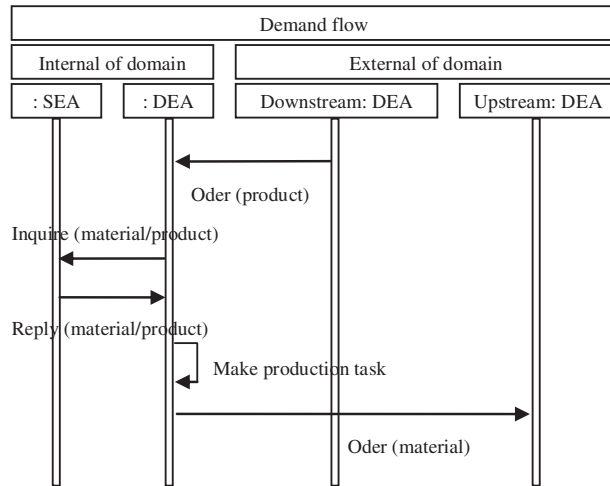 Demand flow
Internal of domain
External of domain
: SEA
: DEA
Downstream: DEA
Upstream: DEA
Oder (product)
Inquire (material/product)
Reply (material/product)
Make production task
Oder (material)